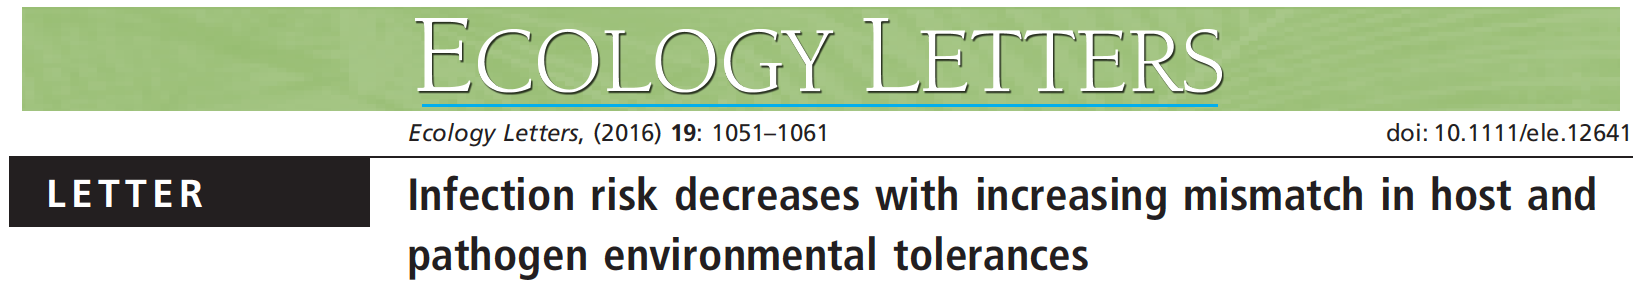 ECOLOGY LETTERS
Ecology Letters, (2016) 19: 1051–1061
doi: 10.1111/ele.12641
LETTER
Infection risk decreases with increasing mismatch in host and
pathogen environmental tolerances